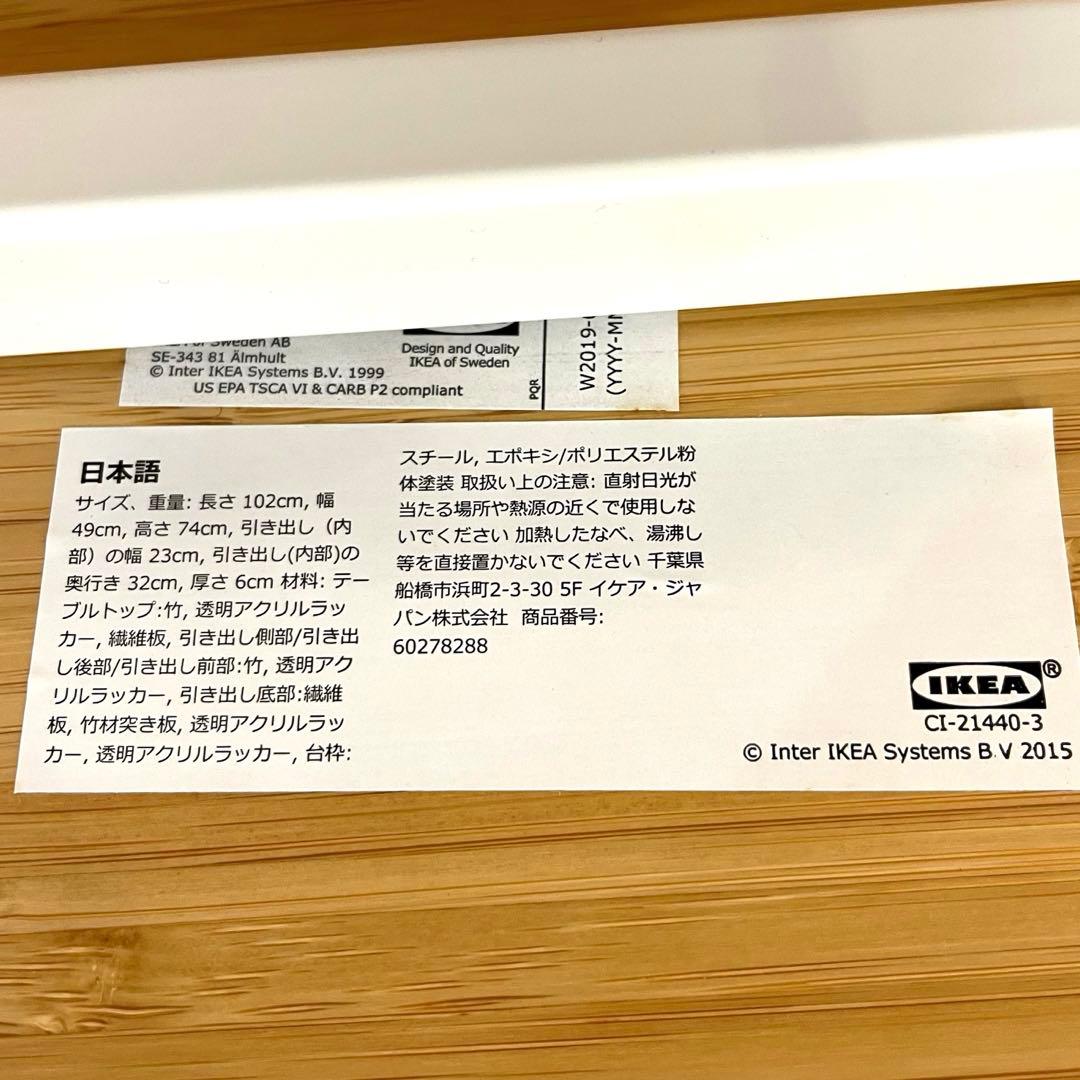 of Sweden AB
SE-343 81 Älmhult
© Inter IKEA Systems B.V. 1999
US EPA TSCA VI & CARB P2 compliant
Design and Quality
IKEA of Sweden
PQR
W2019-
(YYYY-M
日本語
サイズ、重量: 長さ 102cm, 幅
49cm, 高さ 74cm, 引き出し（内
部）の幅 23cm, 引き出し(内部)の
奥行き 32cm, 厚さ 6cm 材料: テー
ブルトップ:竹, 透明アクリルラッ
カー, 繊維板, 引き出し側部/引き出
し後部/引き出し前部:竹, 透明アク
リルラッカー, 引き出し底部:繊維
板, 竹材突き板, 透明アクリルラッ
カー, 透明アクリルラッカー, 台枠:
スチール, エポキシ/ポリエステル粉
体塗装 取扱い上の注意: 直射日光が
当たる場所や熱源の近くで使用しな
いでください 加熱したなべ、湯沸し
等を直接置かないでください 千葉県
船橋市浜町2-3-30 5F イケア・ジャ
パン株式会社 商品番号:
60278288
IKEA®
CI-21440-3
© Inter IKEA Systems B.V 2015